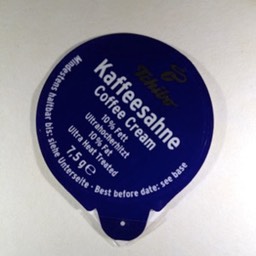 Tchibo
Kaffeesahne
Coffee Cream
10% Fett
Ultrahocherhitzt
10% Fat
Ultra Heat Treated
7,5 g e
Mindestens haltbar bis: siehe Unterseite · Best before date: see base